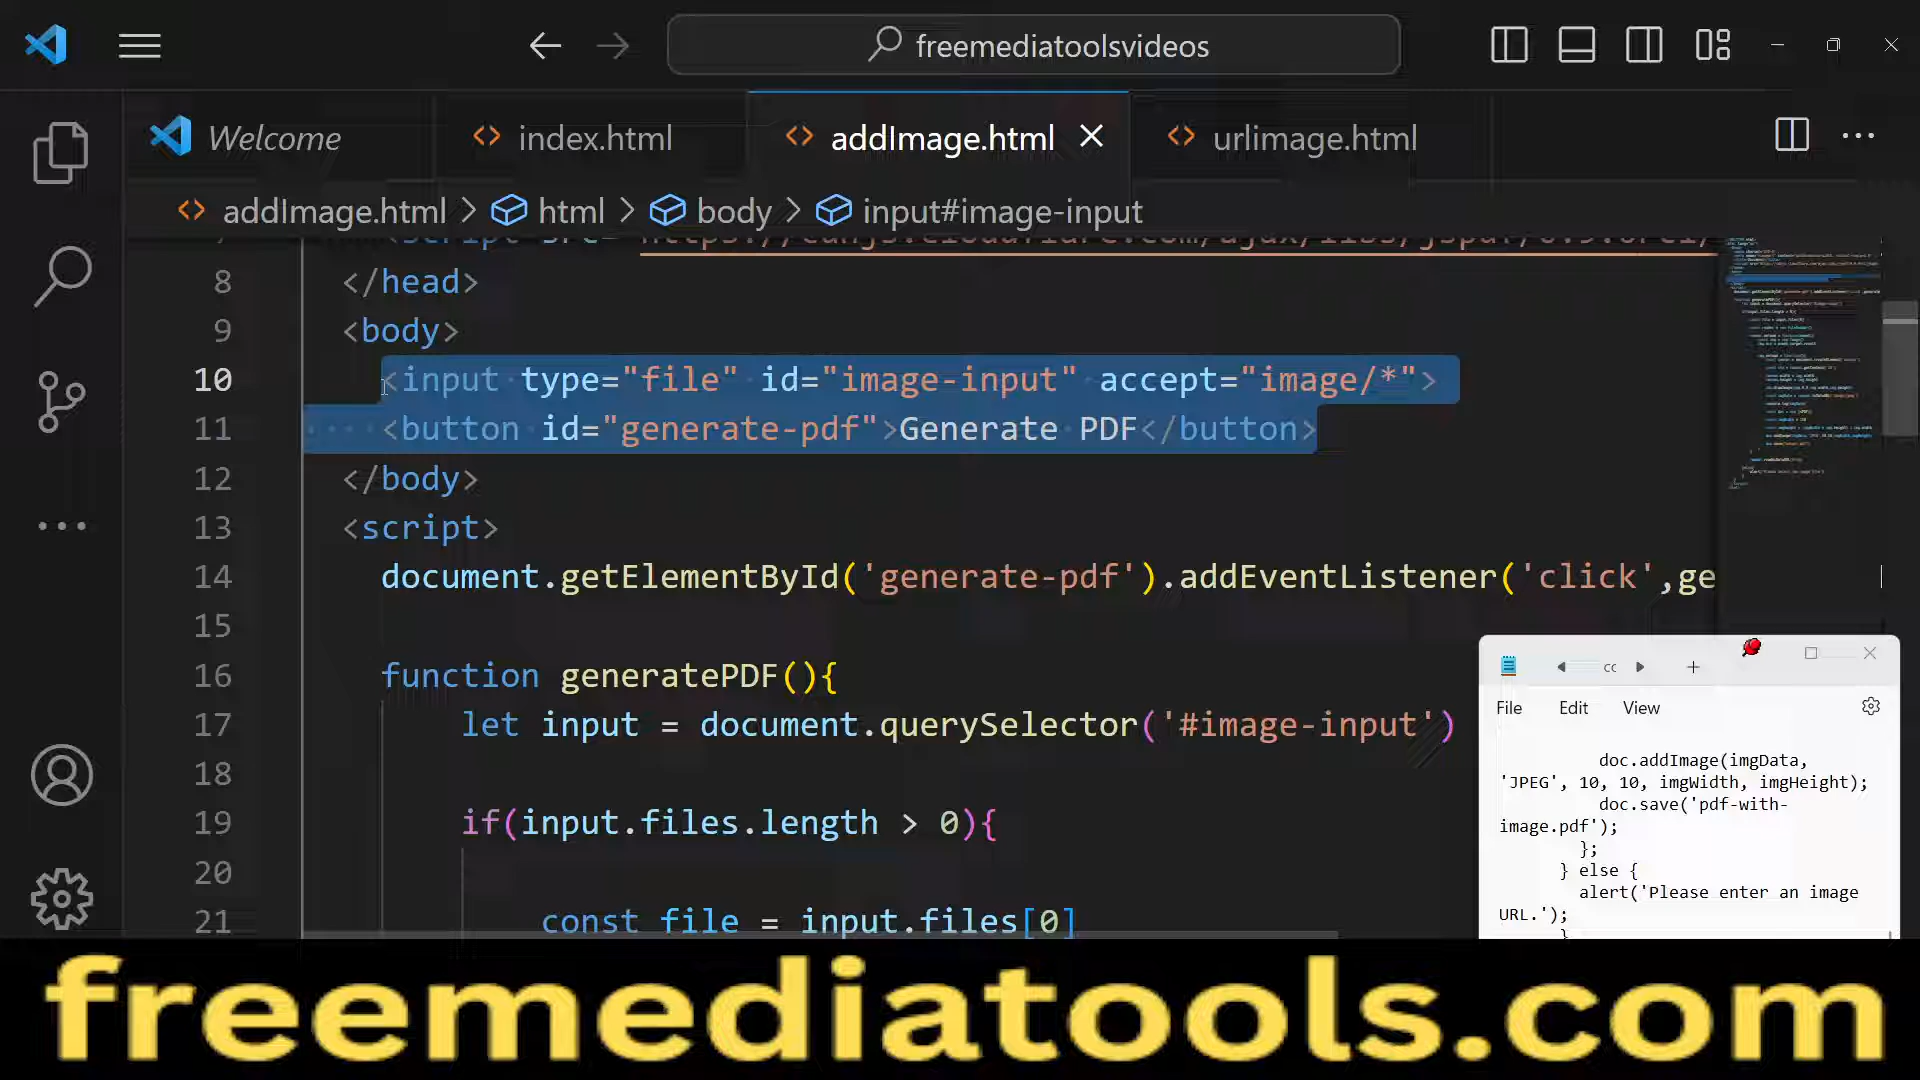 freemediatoolsvideos
Welcome
index.html
addImage.html
urlimage.html
addImage.html > html > body > input#image-input
8 </head>
9 <body>
10 <input type="file" id="image-input" accept="image/*">
11 <button id="generate-pdf">Generate PDF</button>
12 </body>
13 <script>
14 document.getElementById('generate-pdf').addEventListener('click',ge
15
16 function generatePDF(){
17 let input = document.querySelector('#image-input')
18
19 if(input.files.length > 0){
20
21 const file = input.files[0]
cc
File Edit View
doc.addImage(imgData,
'JPEG', 10, 10, imgWidth, imgHeight);
doc.save('pdf-with-
image.pdf');
};
} else {
alert('Please enter an image
URL.');
}
freemediatools.com